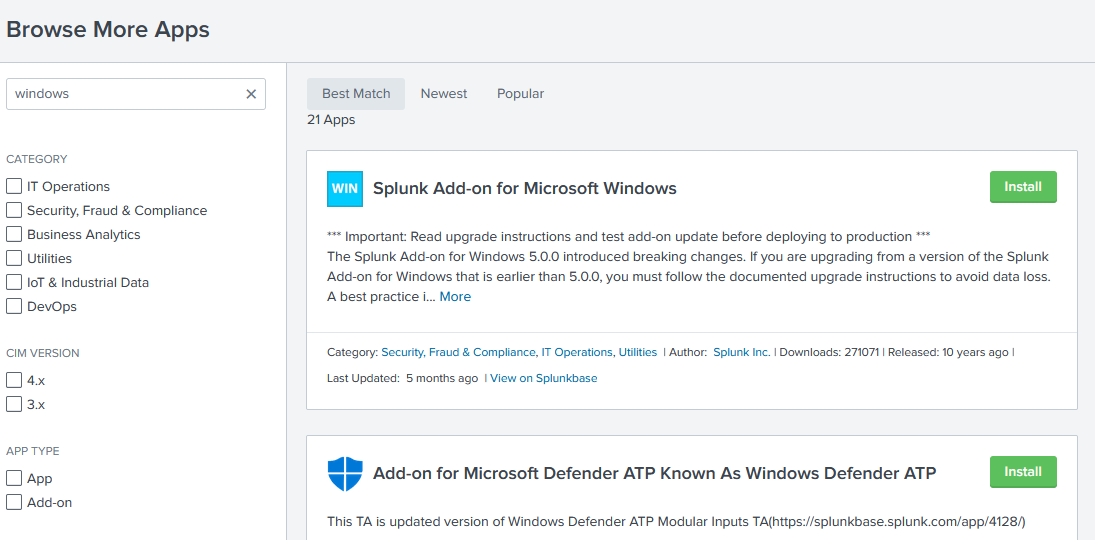 Browse More Apps
windows
CATEGORY
IT Operations
Security, Fraud & Compliance
Business Analytics
Utilities
IoT & Industrial Data
DevOps
CIM VERSION
4.x
3.x
APP TYPE
App
Add-on
Best Match Newest Popular
21 Apps
WIN Splunk Add-on for Microsoft Windows Install
*** Important: Read upgrade instructions and test add-on update before deploying to production ***
The Splunk Add-on for Windows 5.0.0 introduced breaking changes. If you are upgrading from a version of the Splunk
Add-on for Windows that is earlier than 5.0.0, you must follow the documented upgrade instructions to avoid data loss.
A best practice i... More
Category: Security, Fraud & Compliance, IT Operations, Utilities | Author: Splunk Inc. | Downloads: 271071 | Released: 10 years ago |
Last Updated: 5 months ago | View on Splunkbase
Add-on for Microsoft Defender ATP Known As Windows Defender ATP Install
This TA is updated version of Windows Defender ATP Modular Inputs TA(https://splunkbase.splunk.com/app/4128/)